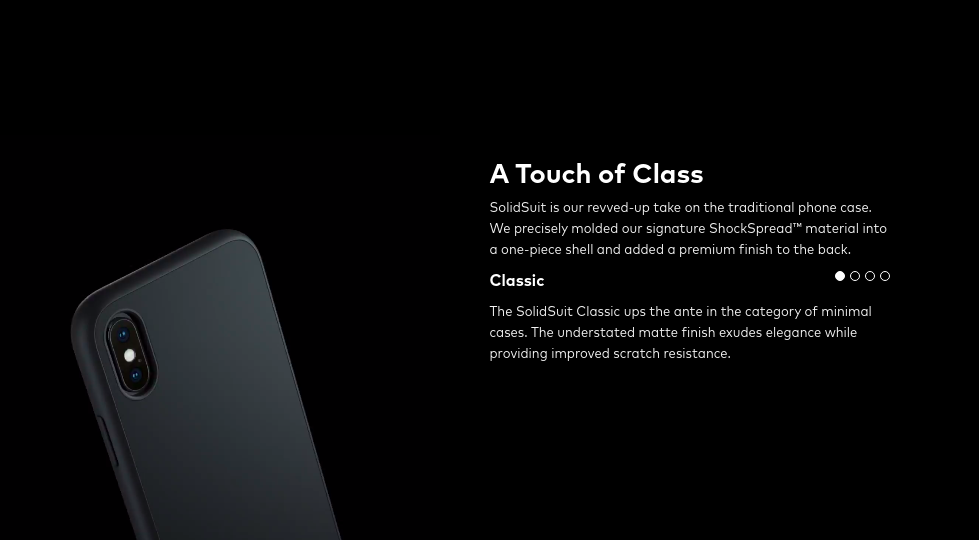 A Touch of Class
SolidSuit is our revved-up take on the traditional phone case.
We precisely molded our signature ShockSpread™ material into
a one-piece shell and added a premium finish to the back.
Classic
The SolidSuit Classic ups the ante in the category of minimal
cases. The understated matte finish exudes elegance while
providing improved scratch resistance.